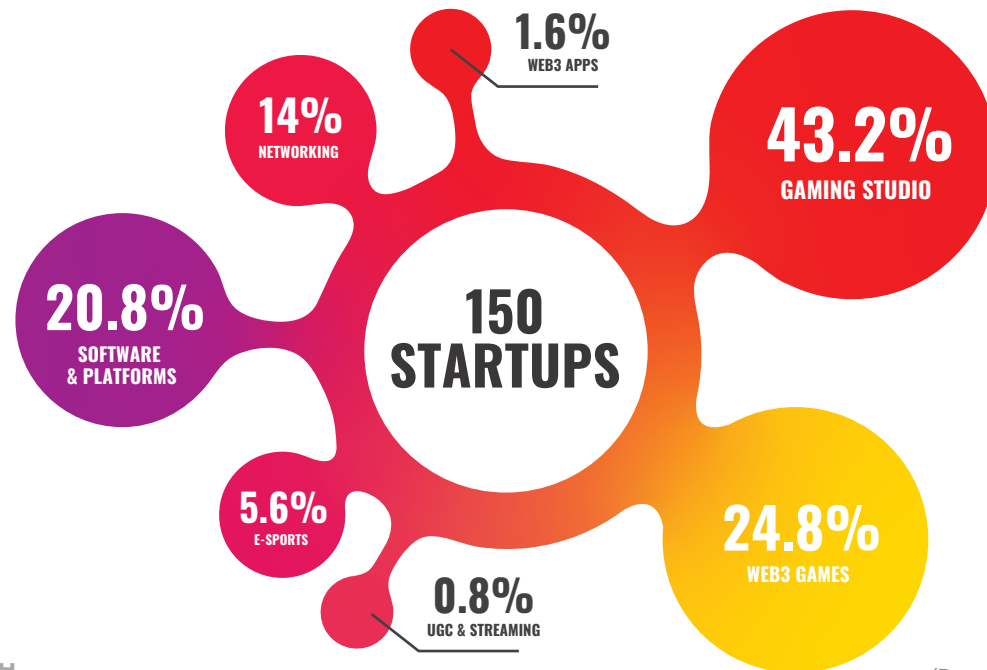 1.6%
WEB3 APPS
14%
NETWORKING
43.2%
GAMING STUDIO
20.8%
SOFTWARE
& PLATFORMS
150
STARTUPS
5.6%
E-SPORTS
24.8%
WEB3 GAMES
0.8%
UGC & STREAMING